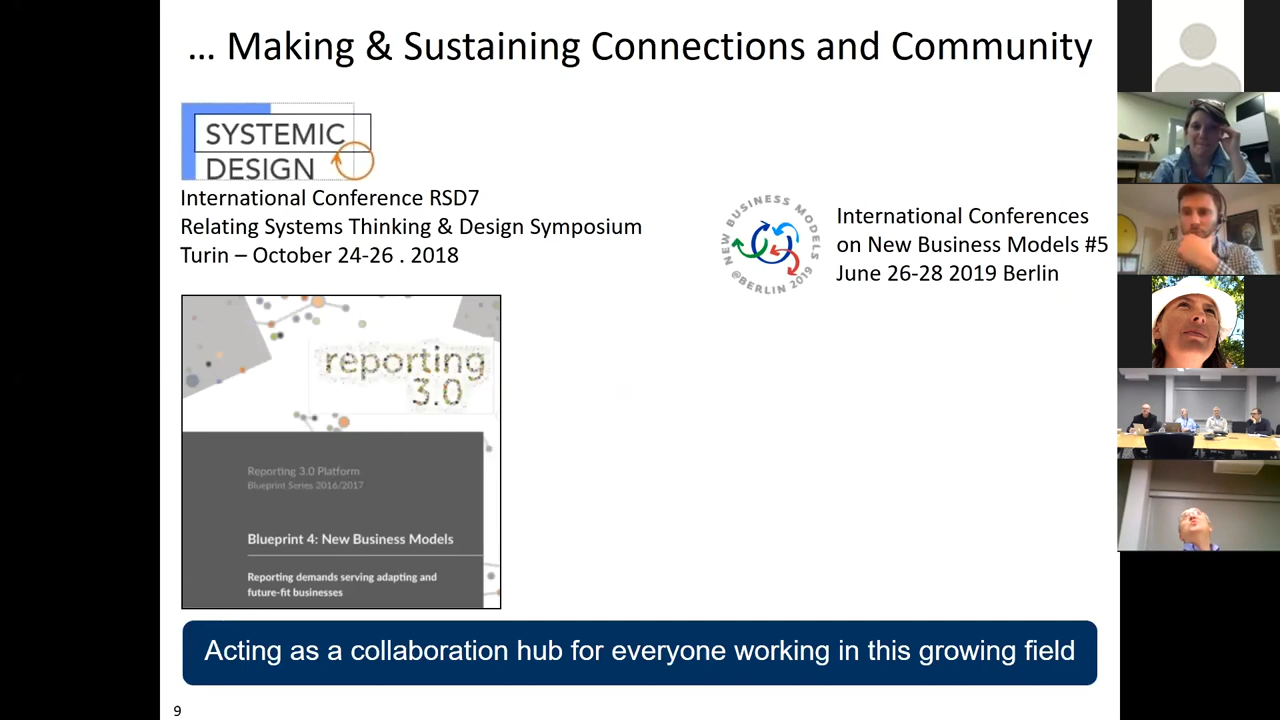 … Making & Sustaining Connections and Community
SYSTEMIC
DESIGN
International Conference RSD7
Relating Systems Thinking & Design Symposium
Turin – October 24-26 . 2018
NEW BUSINESS MODELS
@BERLIN 2019
International Conferences
on New Business Models #5
June 26-28 2019 Berlin
reporting
3.0
Reporting 3.0 Platform
Blueprint Series 2016/2017
Blueprint 4: New Business Models
Reporting demands serving adapting and
future-fit businesses
Acting as a collaboration hub for everyone working in this growing field
9